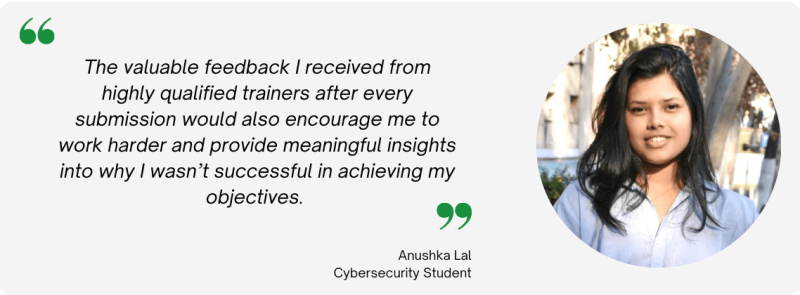 “
The valuable feedback I received from
highly qualified trainers after every
submission would also encourage me to
work harder and provide meaningful insights
into why I wasn’t successful in achieving my
objectives.
”
Anushka Lal
Cybersecurity Student